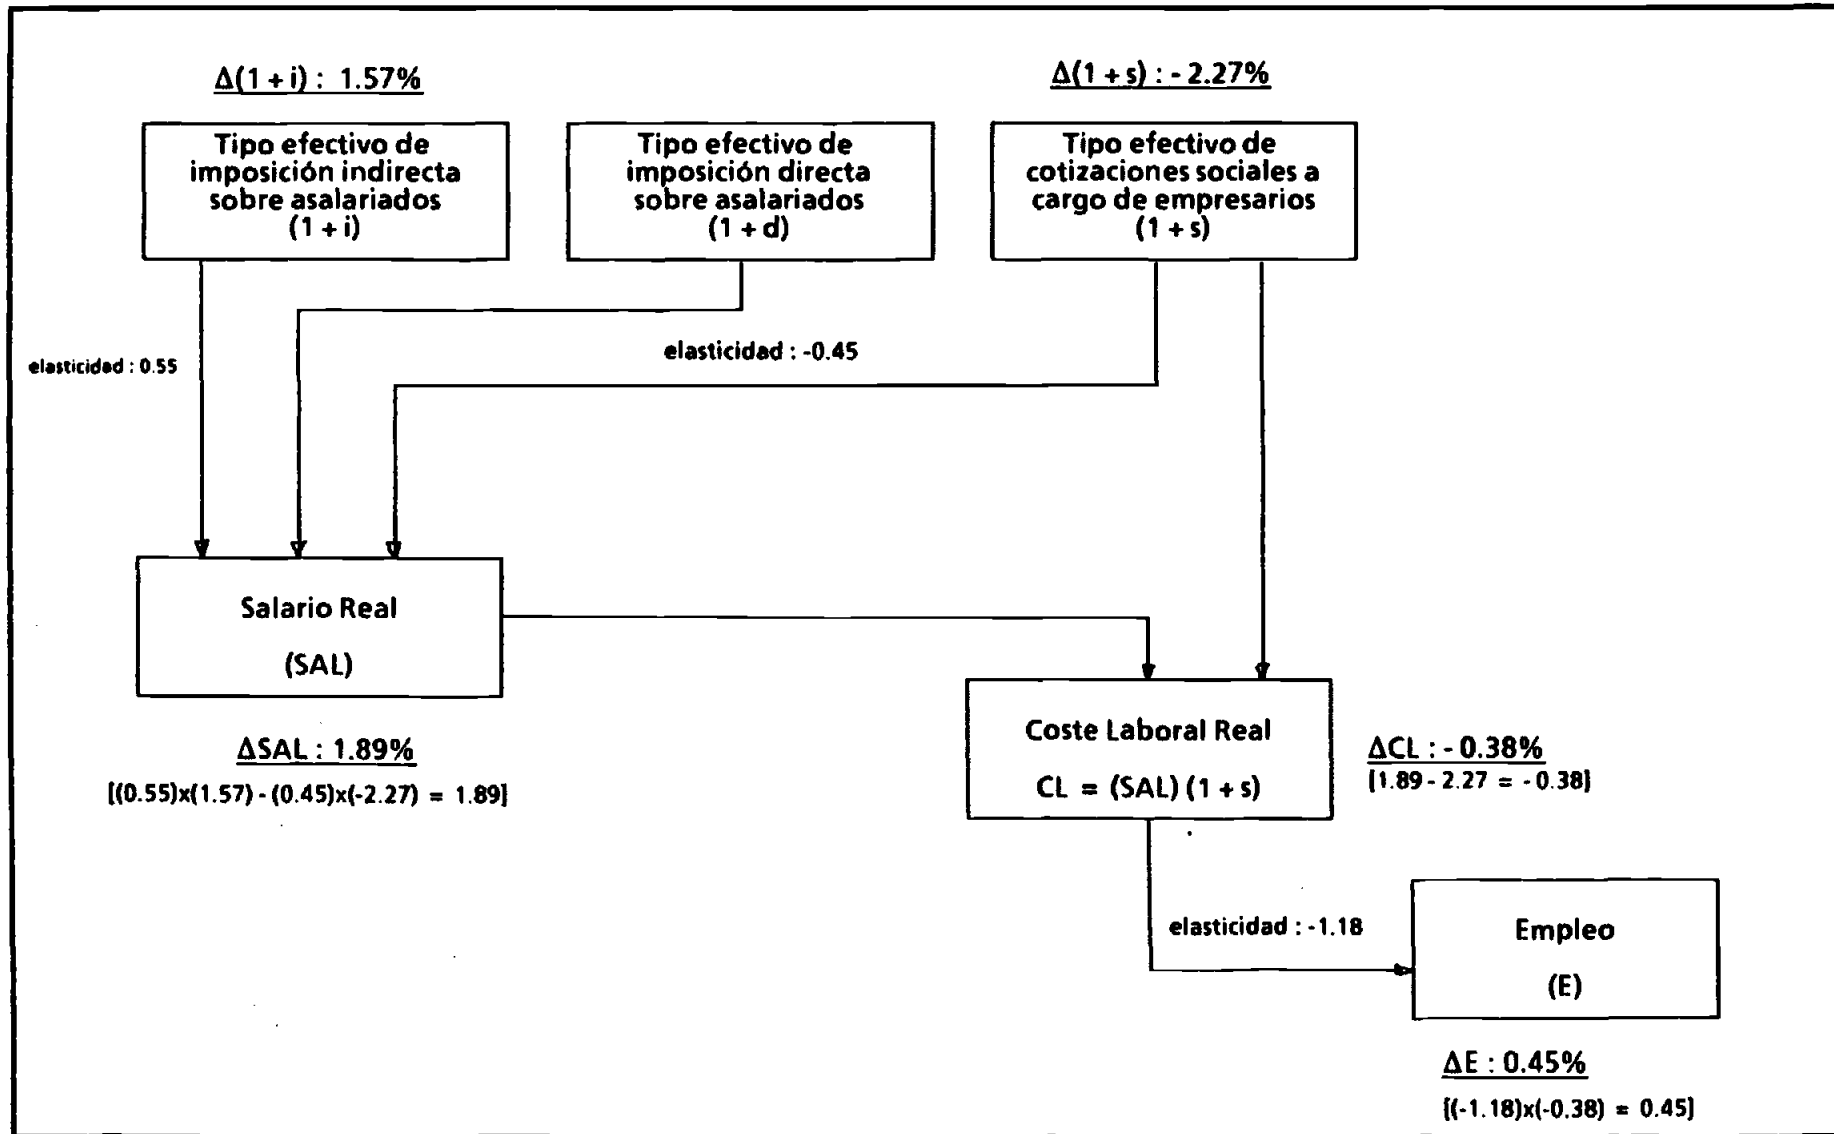 Δ(1 + i) : 1.57%
Δ(1 + s) : - 2.27%
Tipo efectivo de
imposición indirecta
sobre asalariados
(1 + i)
Tipo efectivo de
imposición directa
sobre asalariados
(1 + d)
Tipo efectivo de
cotizaciones sociales a
cargo de empresarios
(1 + s)
elasticidad : 0.55
elasticidad : -0.45
Salario Real
(SAL)
ΔSAL : 1.89%
[(0.55)x(1.57) - (0.45)x(-2.27) = 1.89]
Coste Laboral Real
CL = (SAL) (1 + s)
ΔCL : - 0.38%
[1.89 - 2.27 = - 0.38]
elasticidad : -1.18
Empleo
(E)
ΔE : 0.45%
[(-1.18)x(-0.38) = 0.45]